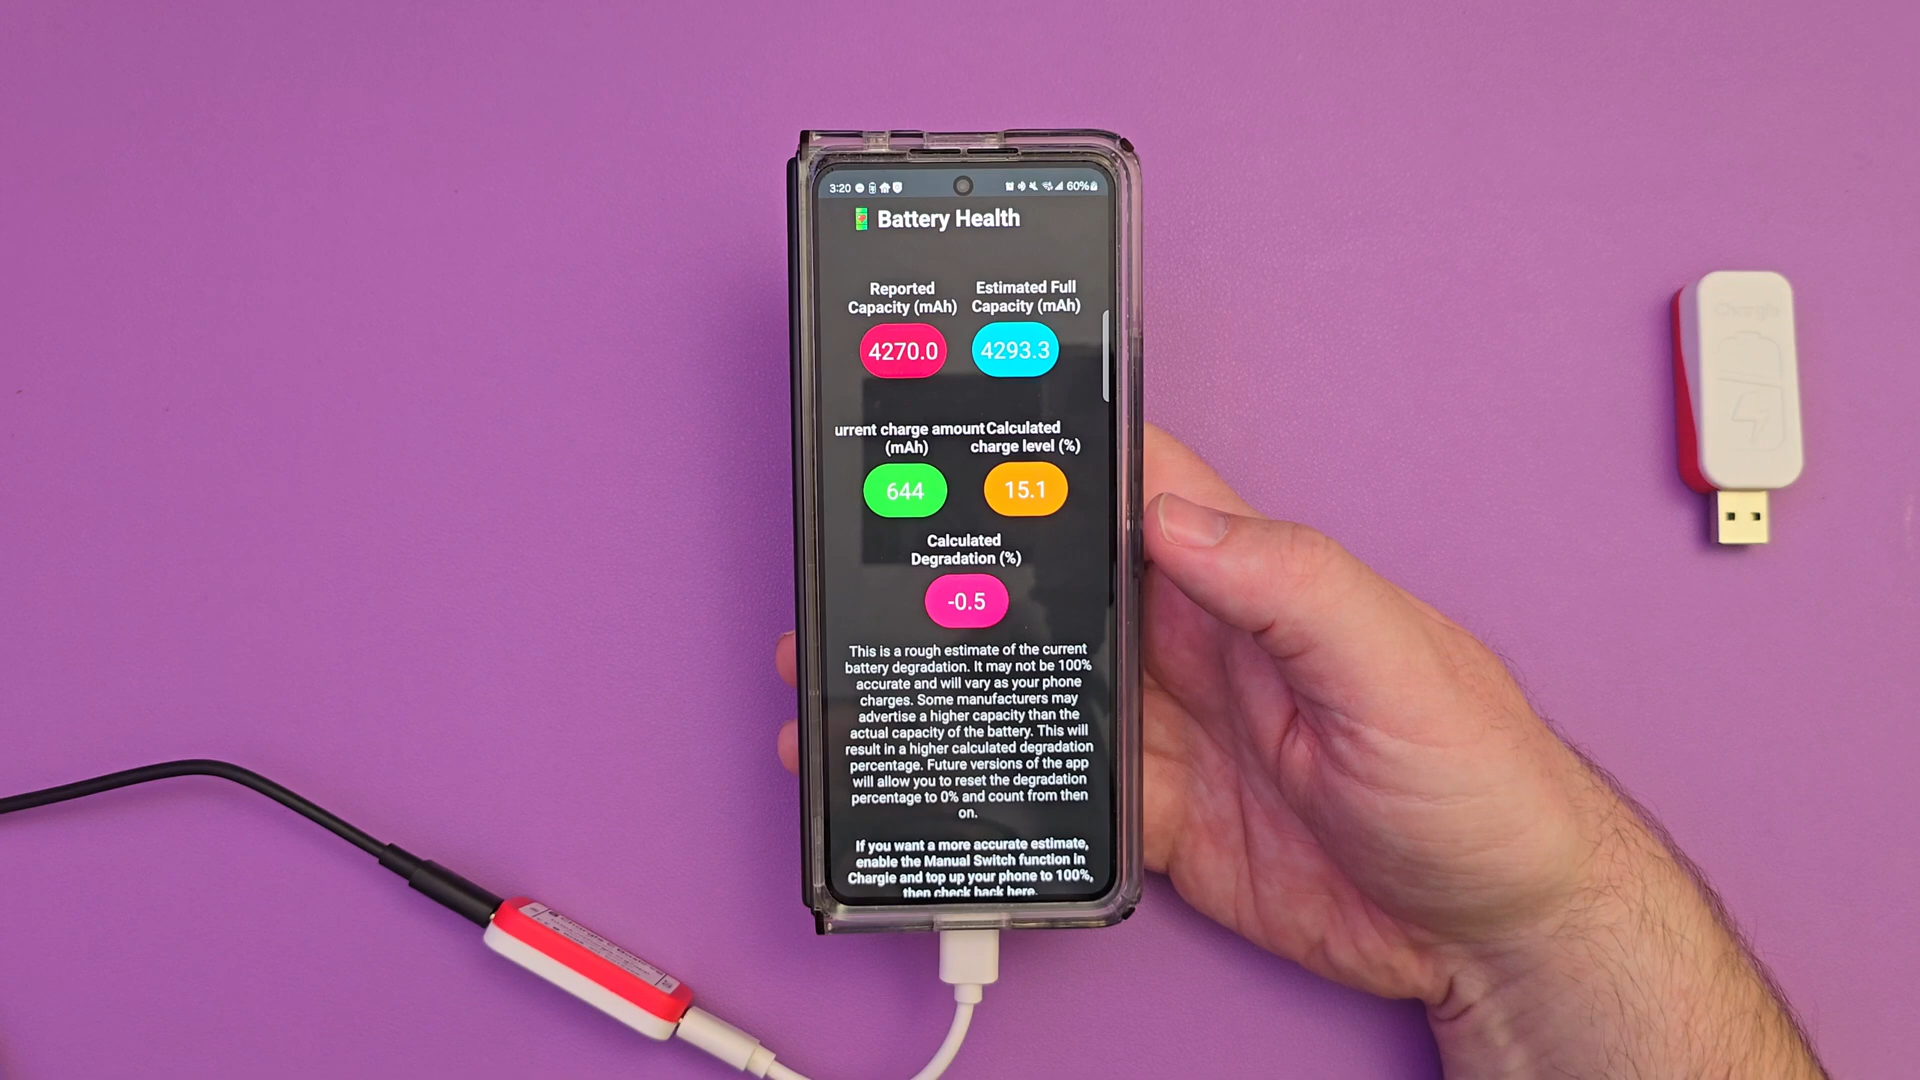 3:20
60%
Battery Health
Reported
Capacity (mAh)
Estimated Full
Capacity (mAh)
4270.0
4293.3
urrent charge amount
(mAh)
Calculated
charge level (%)
644
15.1
Calculated
Degradation (%)
-0.5
This is a rough estimate of the current
battery degradation. It may not be 100%
accurate and will vary as your phone
charges. Some manufacturers may
advertise a higher capacity than the
actual capacity of the battery. This will
result in a higher calculated degradation
percentage. Future versions of the app
will allow you to reset the degradation
percentage to 0% and count from then
on.
If you want a more accurate estimate,
enable the Manual Switch function in
Chargie and top up your phone to 100%,
then check back here.
Chargie